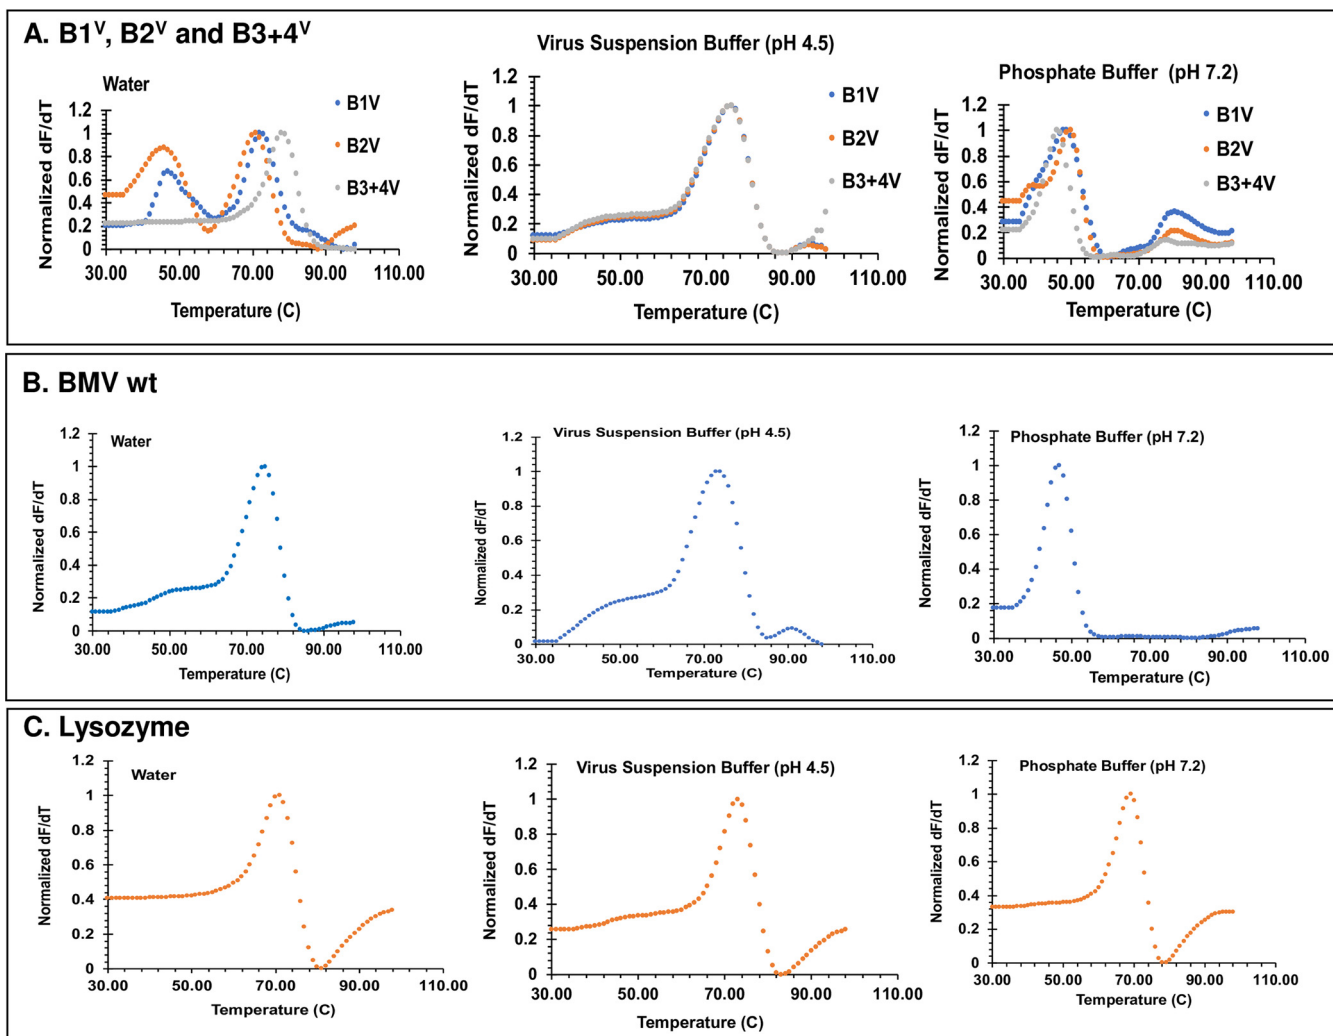 A. B1V, B2V and B3+4V
Water
Normalized dF/dT
1.2
1
0.8
0.6
0.4
0.2
0
30.00 50.00 70.00 90.00 110.00
Temperature (C)
B1V
B2V
B3+4V
Virus Suspension Buffer (pH 4.5)
Normalized dF/dT
1.2
1
0.8
0.6
0.4
0.2
0
30.00 50.00 70.00 90.00 110.00
Temperature (C)
B1V
B2V
B3+4V
Phosphate Buffer (pH 7.2)
Normalized dF/dT
1.2
1
0.8
0.6
0.4
0.2
0
30.00 50.00 70.00 90.00 110.00
Temperature (C)
B1V
B2V
B3+4V
B. BMV wt
Water
Normalized dF/dT
1.2
1
0.8
0.6
0.4
0.2
0
30.00 50.00 70.00 90.00 110.00
Temperature (C)
Virus Suspension Buffer (pH 4.5)
Normalized dF/dT
1.2
1
0.8
0.6
0.4
0.2
0
30.00 50.00 70.00 90.00 110.00
Temperature (C)
Phosphate Buffer (pH 7.2)
Normalized dF/dT
1.2
1
0.8
0.6
0.4
0.2
0
30.00 50.00 70.00 90.00 110.00
Temperature (C)
C. Lysozyme
Water
Normalized dF/dT
1.2
1
0.8
0.6
0.4
0.2
0
30.00 50.00 70.00 90.00 110.00
Temperature (C)
Virus Suspension Buffer (pH 4.5)
Normalized dF/dT
1.2
1
0.8
0.6
0.4
0.2
0
30.00 50.00 70.00 90.00 110.00
Temperature (C)
Phosphate Buffer (pH 7.2)
Normalized dF/dT
1.2
1
0.8
0.6
0.4
0.2
0
30.00 50.00 70.00 90.00 110.00
Temperature (C)